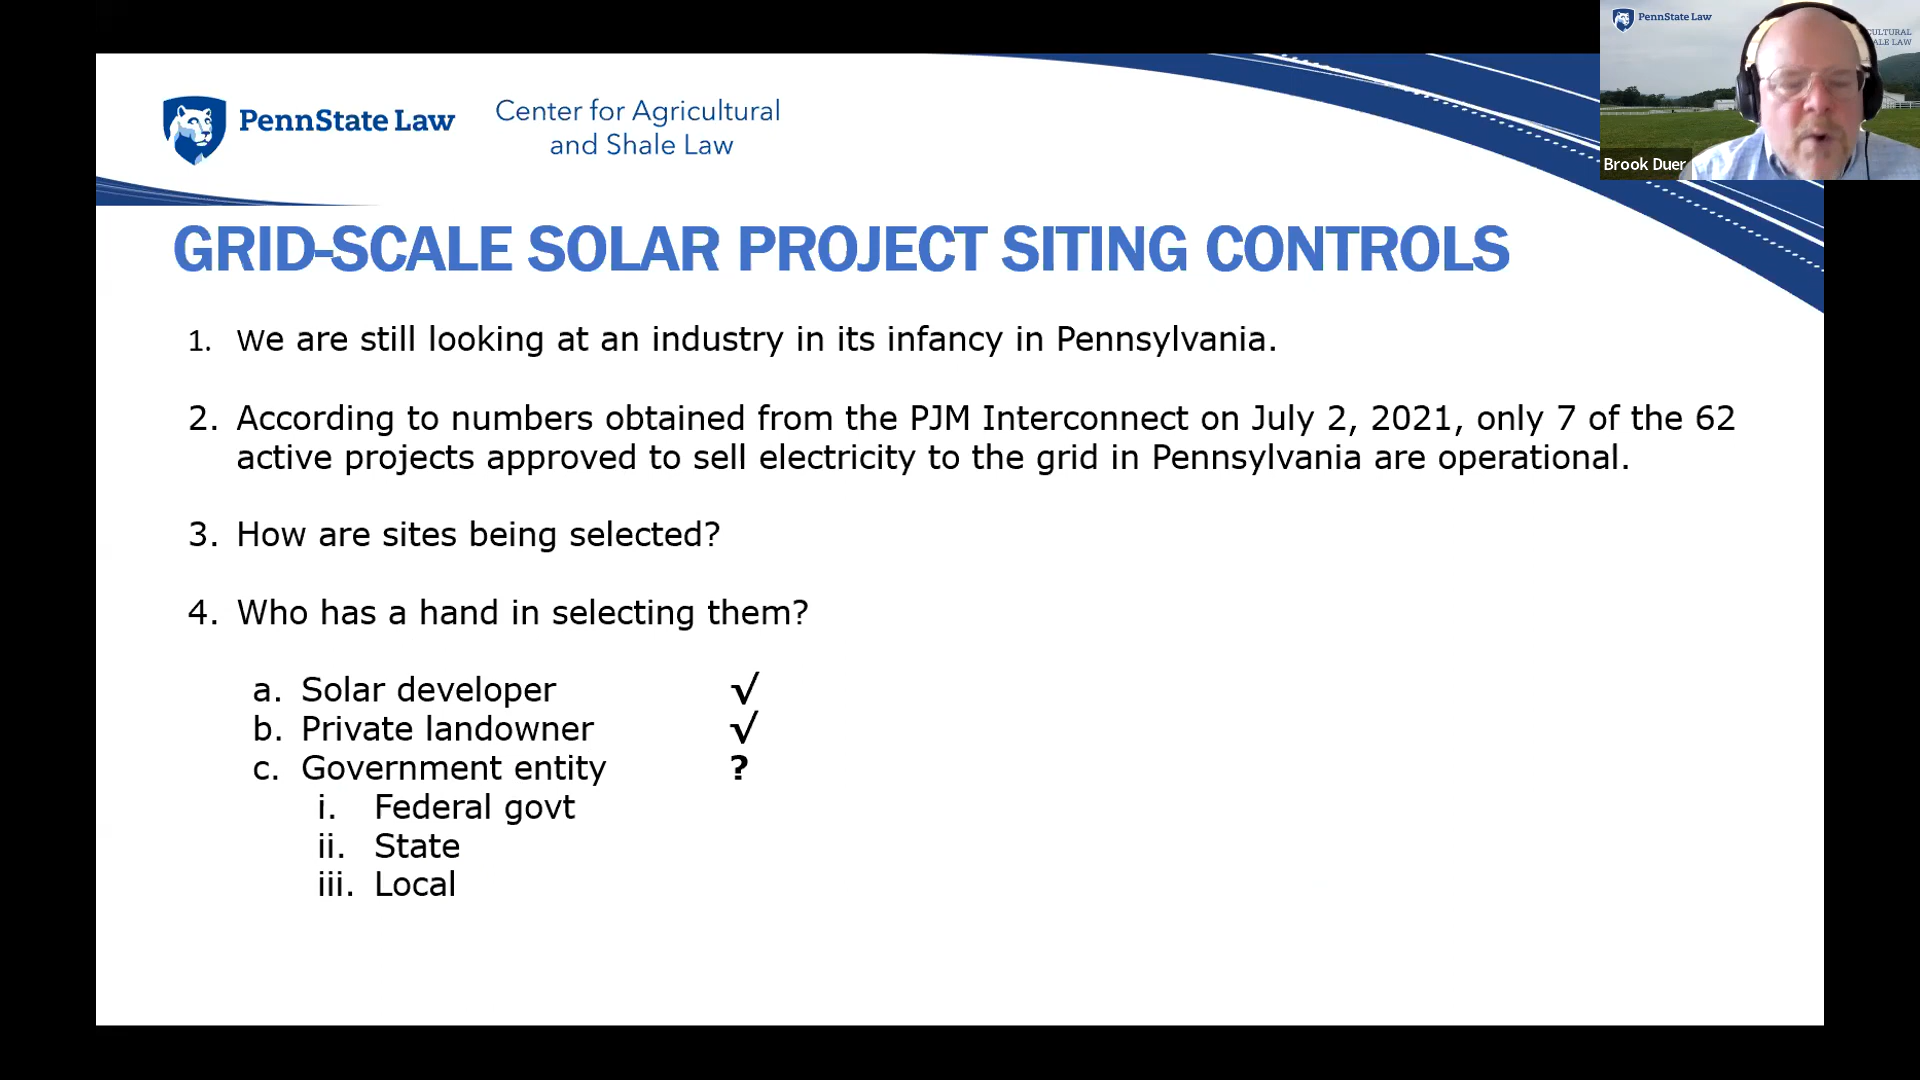 PennState Law
CULTURAL
ALE LAW
Brook Duer
PennState Law
Center for Agricultural
and Shale Law
GRID-SCALE SOLAR PROJECT SITING CONTROLS
1. We are still looking at an industry in its infancy in Pennsylvania.
2. According to numbers obtained from the PJM Interconnect on July 2, 2021, only 7 of the 62
active projects approved to sell electricity to the grid in Pennsylvania are operational.
3. How are sites being selected?
4. Who has a hand in selecting them?
a. Solar developer √
b. Private landowner √
c. Government entity ?
i. Federal govt
ii. State
iii. Local